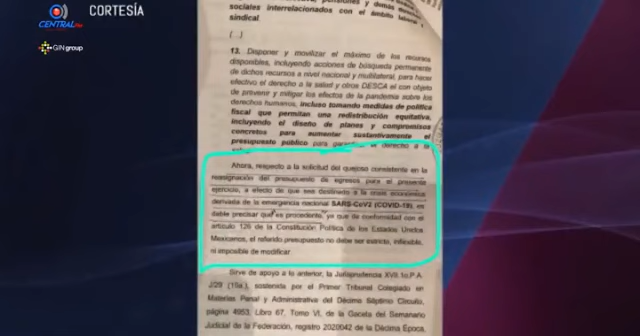 CORTESÍA
CENTRAL
GINgroup
sociales interrelacionados con el ámbito laboral y
sindical.
(...)
13. Disponer y movilizar el máximo de los recursos
disponibles, incluyendo acciones de búsqueda permanente
de dichos recursos a nivel nacional y multilateral, para hacer
efectivo el derecho a la salud y otros DESCA el con objeto
de prevenir y mitigar los efectos de la pandemia sobre los
derechos humanos, incluso tomando medidas de política
fiscal que permitan una redistribución equitativa,
incluyendo el diseño de planes y compromisos
concretos para aumentar sustantivamente el
presupuesto público para el derecho a la
Ahora, respecto a la solicitud del quejoso consistente en la
reasignación del presupuesto de egresos para el presente
ejercicio, a efecto de que sea destinado a la crisis económica
derivada de la emergencia nacional SARS-CoV2 (COVID-19), es
dable precisar que es procedente, ya que de conformidad con el
artículo 126 de la Constitución Política de los Estados Unidos
Mexicanos, el referido presupuesto no debe ser estricto, inflexible,
ni imposible de modificar.
Sirve de apoyo a lo anterior, la Jurisprudencia XVII.1o.P.A.
J/29 (10a.), sostenida por el Primer Tribunal Colegiado en
Materias Penal y Administrativa del Décimo Séptimo Circuito,
página 4953, Libro 67, Tomo VI, de la Gaceta del Semanario
Judicial de la Federación, registro 2020042 de la Décima Época,